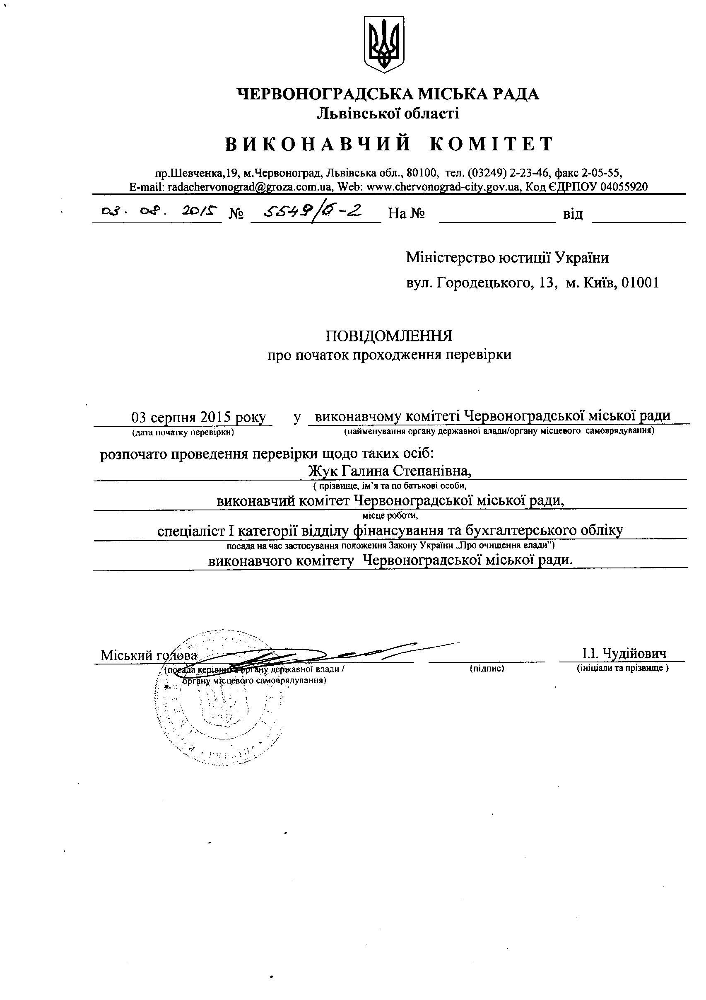 ЧЕРВОНОГРАДСЬКА МІСЬКА РАДА
Львівської області
ВИКОНАВЧИЙ КОМІТЕТ
пр.Шевченка,19, м.Червоноград, Львівська обл., 80100, тел. (03249) 2-23-46, факс 2-05-55,
E-mail: radachervonograd@groza.com.ua, Web: www.chervonograd-city.gov.ua, Код ЄДРПОУ 04055920
03. 08. 2015 № 5549/6-2 На № від
Міністерство юстиції України
вул. Городецького, 13, м. Київ, 01001
ПОВІДОМЛЕННЯ
про початок проходження перевірки
03 серпня 2015 року у виконавчому комітеті Червоноградської міської ради
(дата початку перевірки) (найменування органу державної влади/органу місцевого самоврядування)
розпочато проведення перевірки щодо таких осіб:
Жук Галина Степанівна,
( прізвище, ім’я та по батькові особи,
виконавчий комітет Червоноградської міської ради,
місце роботи,
спеціаліст І категорії відділу фінансування та бухгалтерського обліку
посада на час застосування положення Закону України „Про очищення влади”)
виконавчого комітету Червоноградської міської ради.
Міський голова І.І. Чудійович
(посада керівника органу державної влади / (підпис) (ініціали та прізвище )
органу місцевого самоврядування)